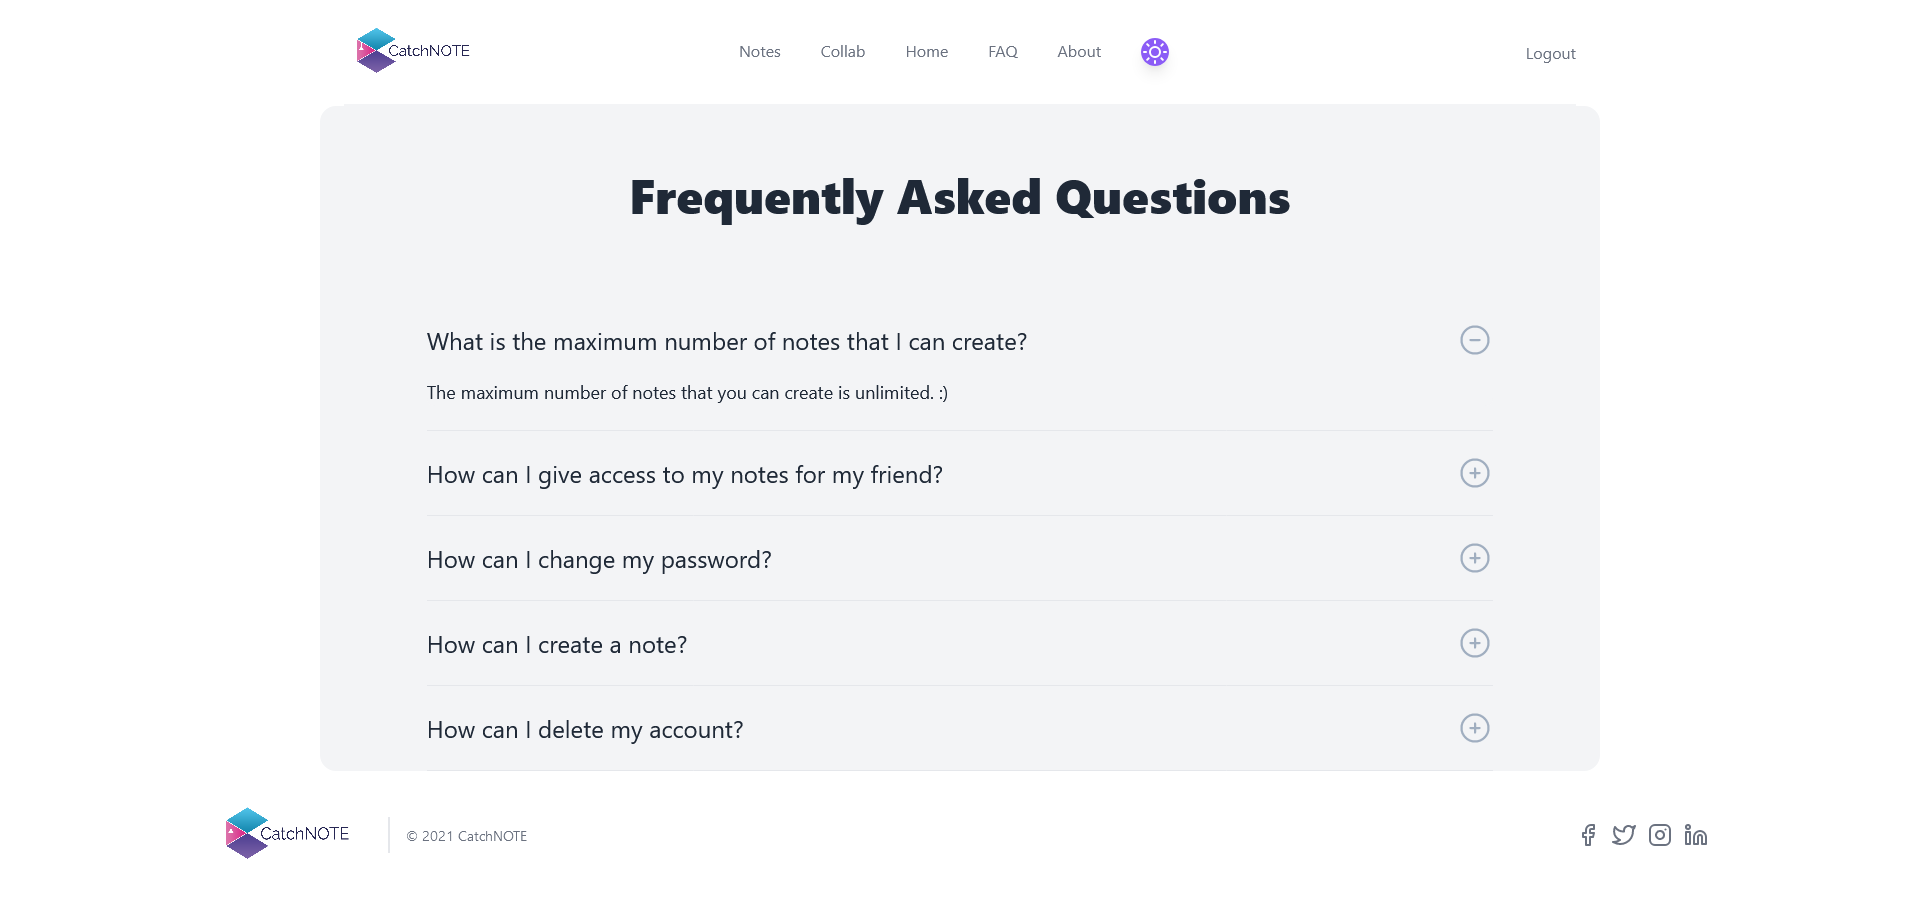 CatchNOTE
Notes Collab Home FAQ About
Logout
Frequently Asked Questions
What is the maximum number of notes that I can create?
The maximum number of notes that you can create is unlimited. :)
How can I give access to my notes for my friend?
How can I change my password?
How can I create a note?
How can I delete my account?
CatchNOTE
© 2021 CatchNOTE